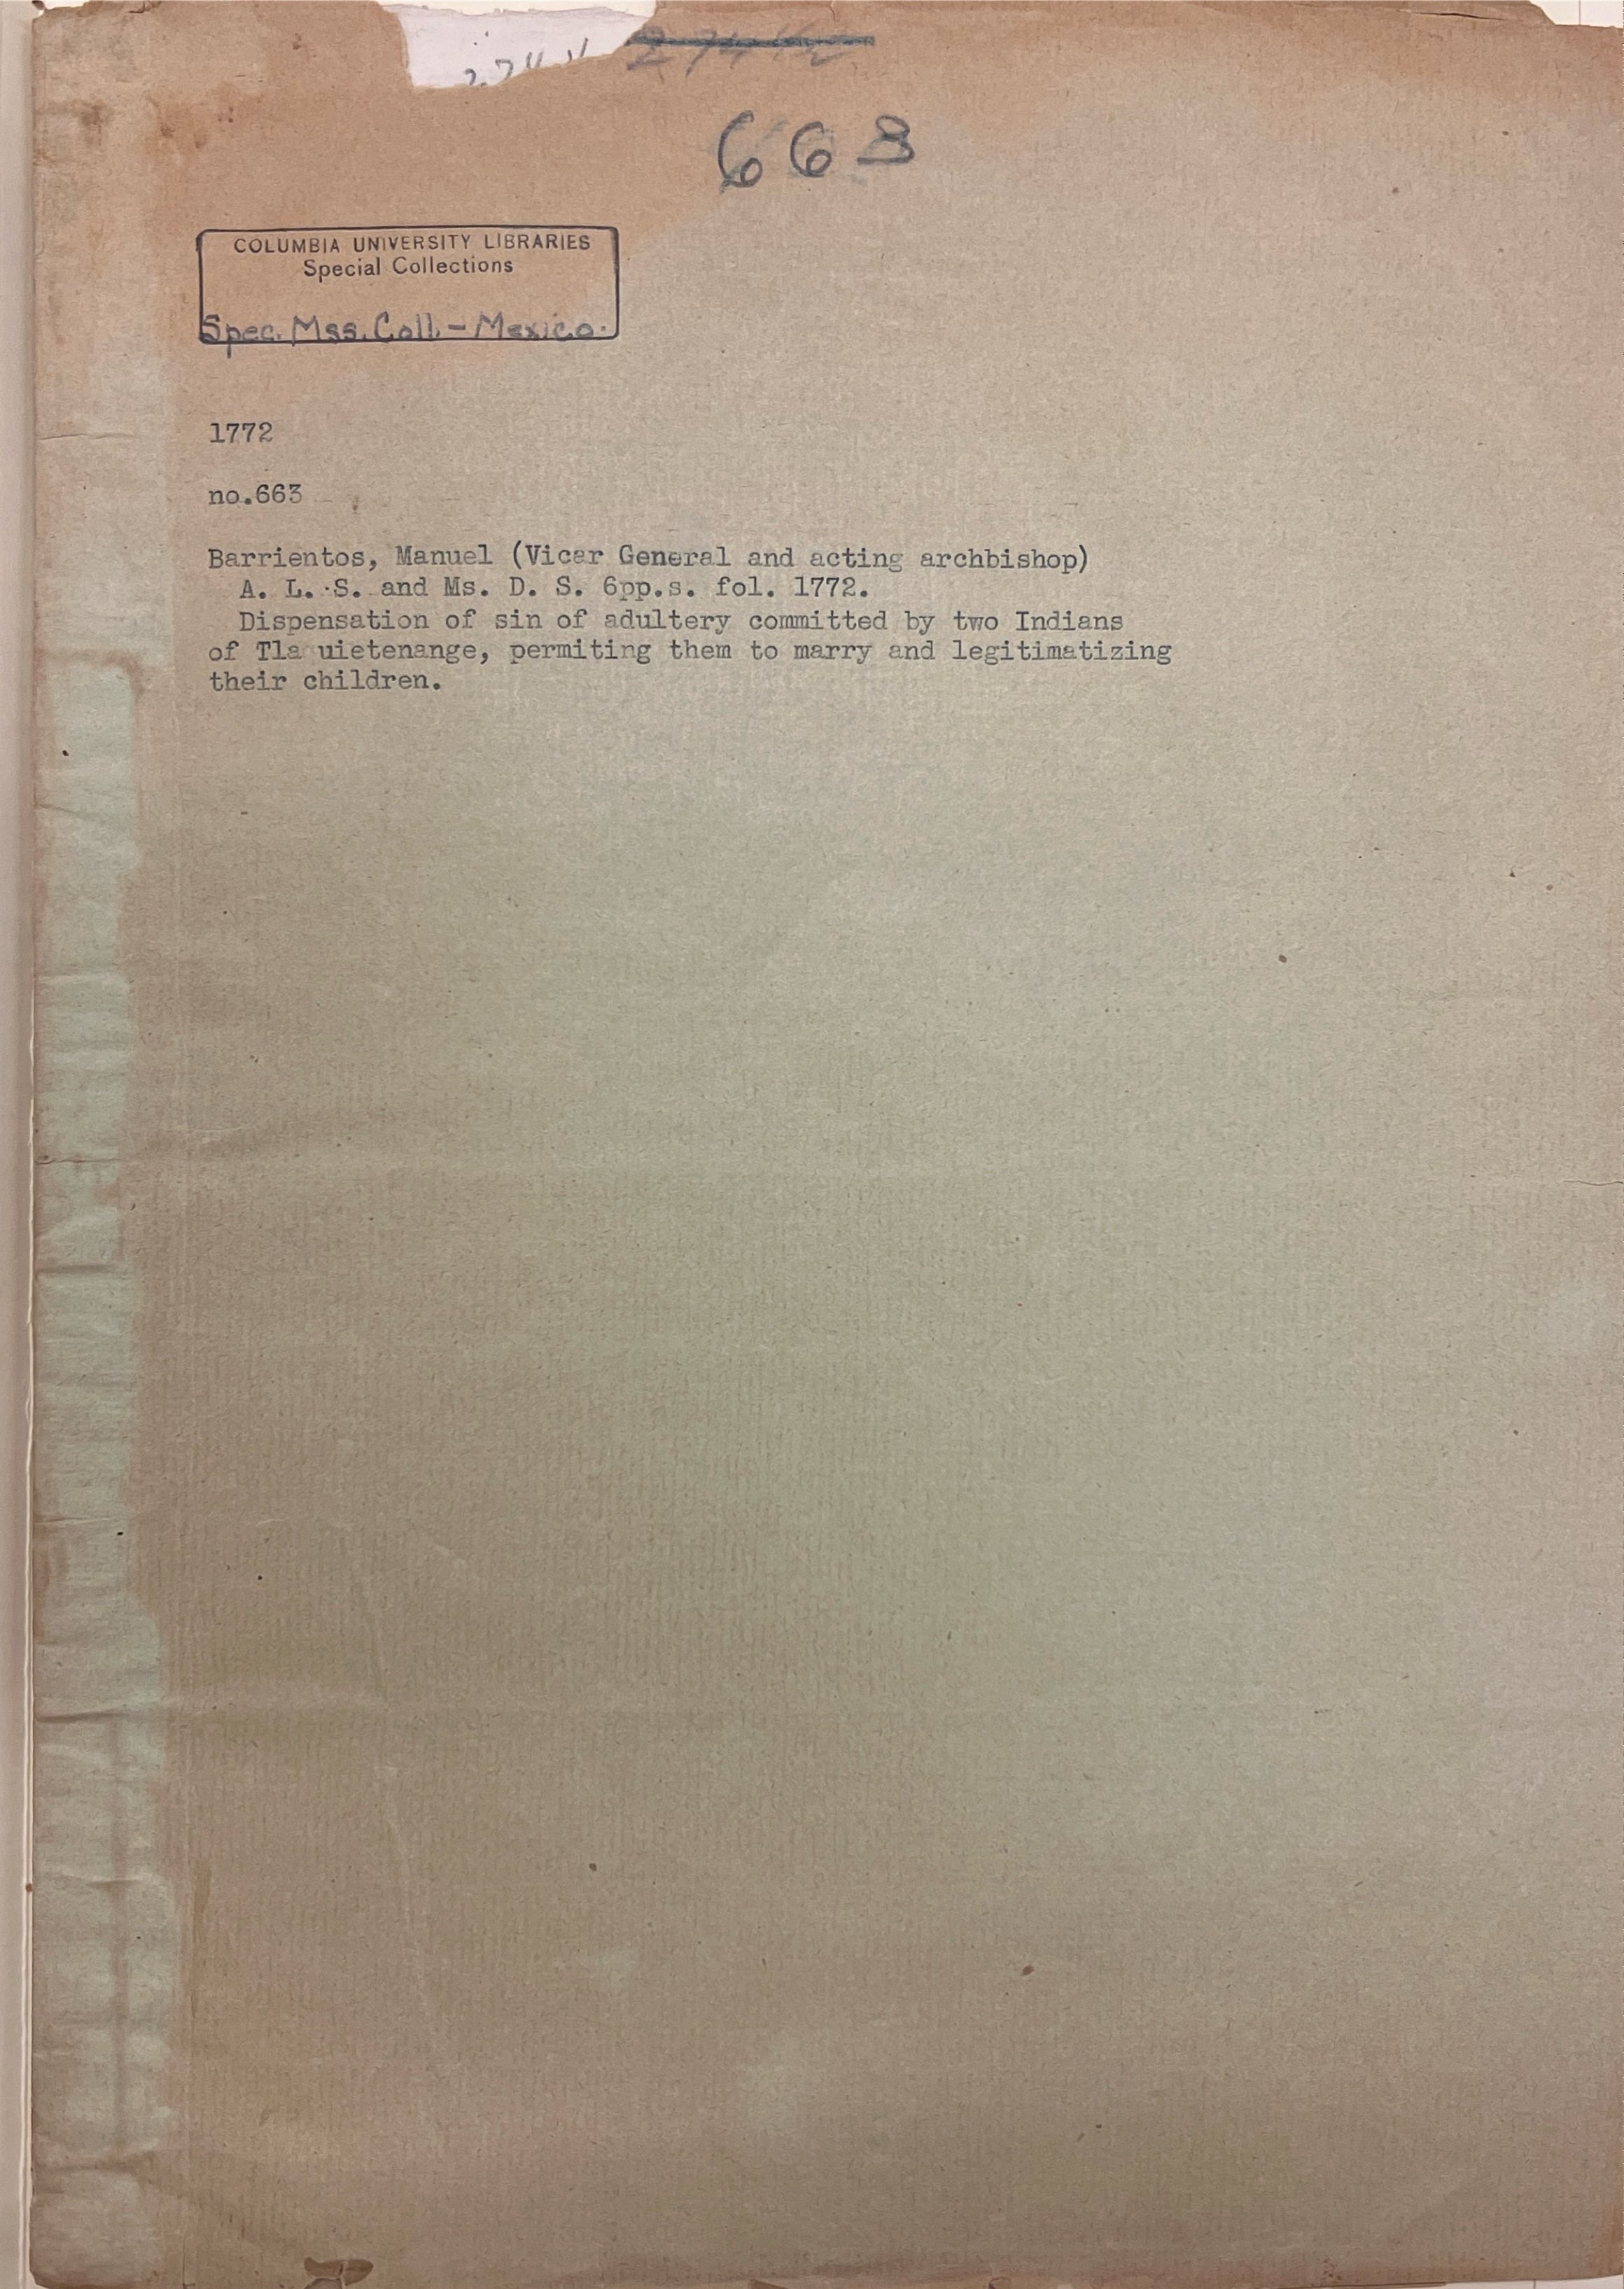 274
663
COLUMBIA UNIVERSITY LIBRARIES
Special Collections
Spec. Mss. Coll. - Mexico.
1772
no.663
Barrientos, Manuel (Vicar General and acting archbishop)
A. L. S. and Ms. D. S. 6pp.s. fol. 1772.
Dispensation of sin of adultery committed by two Indians
of Tla uietenange, permiting them to marry and legitimatizing
their children.